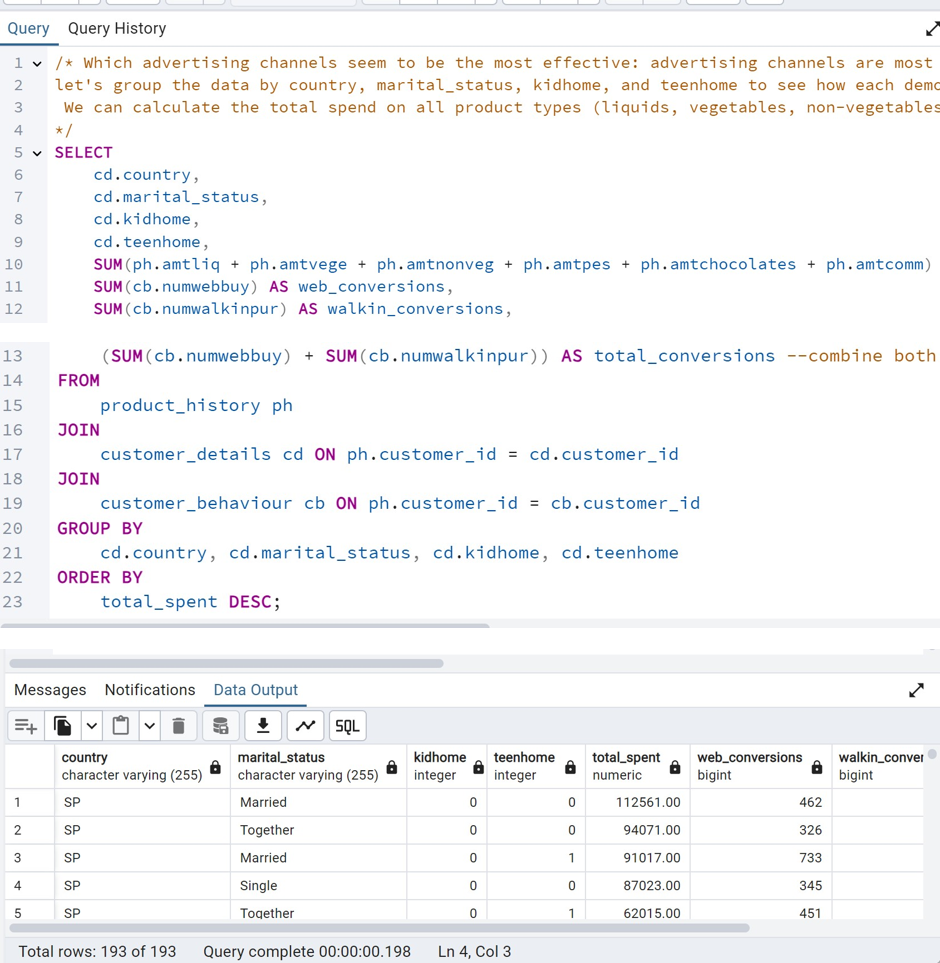 Query Query History
1 /* Which advertising channels seem to be the most effective: advertising channels are most
2 let's group the data by country, marital_status, kidhome, and teenhome to see how each demo
3 We can calculate the total spend on all product types (liquids, vegetables, non-vegetables
4 */
5 SELECT
6 cd.country,
7 cd.marital_status,
8 cd.kidhome,
9 cd.teenhome,
10 SUM(ph.amtliq + ph.amtvege + ph.amtnonveg + ph.amtpes + ph.amtchocolates + ph.amtcomm)
11 SUM(cb.numwebbuy) AS web_conversions,
12 SUM(cb.numwalkinpur) AS walkin_conversions,
13 (SUM(cb.numwebbuy) + SUM(cb.numwalkinpur)) AS total_conversions --combine both
14 FROM
15 product_history ph
16 JOIN
17 customer_details cd ON ph.customer_id = cd.customer_id
18 JOIN
19 customer_behaviour cb ON ph.customer_id = cb.customer_id
20 GROUP BY
21 cd.country, cd.marital_status, cd.kidhome, cd.teenhome
22 ORDER BY
23 total_spent DESC;
Messages Notifications Data Output
SQL
country marital_status kidhome teenhome total_spent web_conversions walkin_conver
character varying (255) character varying (255) integer integer numeric bigint bigint
1 SP Married 0 0 112561.00 462
2 SP Together 0 0 94071.00 326
3 SP Married 0 1 91017.00 733
4 SP Single 0 0 87023.00 345
5 SP Together 0 1 62015.00 451
Total rows: 193 of 193 Query complete 00:00:00.198 Ln 4, Col 3